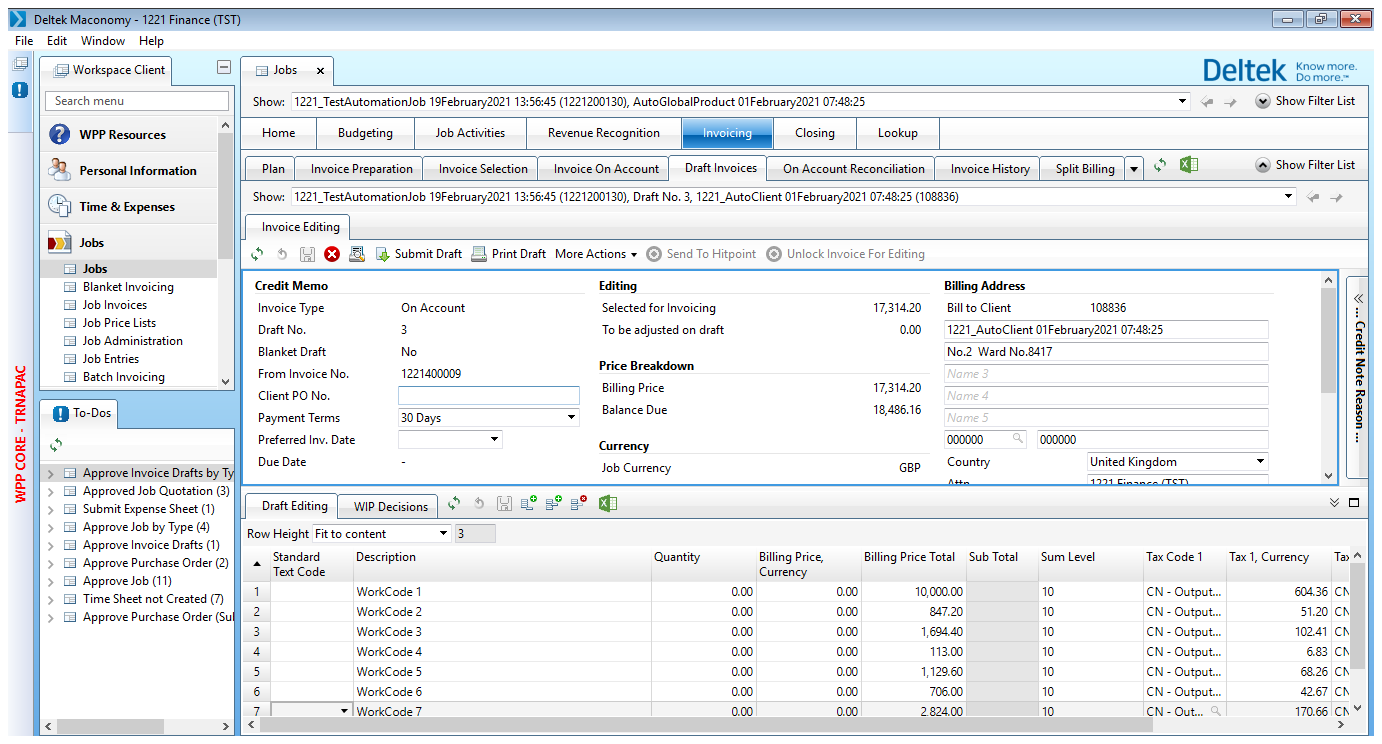 Deltek Maconomy - 1221 Finance (TST)
File Edit Window Help
Workspace Client
Search menu
WPP Resources
Personal Information
Time & Expenses
Jobs
Jobs
Blanket Invoicing
Job Invoices
Job Price Lists
Job Administration
Job Entries
Batch Invoicing
WPP CORE - TRNAPAC
To-Dos
Approve Invoice Drafts by Ty
Approved Job Quotation (3)
Submit Expense Sheet (1)
Approve Job by Type (4)
Approve Invoice Drafts (1)
Approve Purchase Order (2)
Approve Job (11)
Time Sheet not Created (7)
Approve Purchase Order (Sul
Jobs x
Deltek Know more. Do more.™
Show: 1221_TestAutomationJob 19February2021 13:56:45 (1221200130), AutoGlobalProduct 01February2021 07:48:25 Show Filter List
Home Budgeting Job Activities Revenue Recognition Invoicing Closing Lookup
Plan Invoice Preparation Invoice Selection Invoice On Account Draft Invoices On Account Reconciliation Invoice History Split Billing Show Filter List
Show: 1221_TestAutomationJob 19February2021 13:56:45 (1221200130), Draft No. 3, 1221_AutoClient 01February2021 07:48:25 (108836)
Invoice Editing
Submit Draft Print Draft More Actions Send To Hitpoint Unlock Invoice For Editing
Credit Memo
Invoice Type On Account
Draft No. 3
Blanket Draft No
From Invoice No. 1221400009
Client PO No.
Payment Terms 30 Days
Preferred Inv. Date
Due Date -
Editing
Selected for Invoicing 17,314.20
To be adjusted on draft 0.00
Price Breakdown
Billing Price 17,314.20
Balance Due 18,486.16
Currency
Job Currency GBP
Billing Address
Bill to Client 108836
1221_AutoClient 01February2021 07:48:25
No.2 Ward No.8417
Name 3
Name 4
Name 5
000000 000000
Country United Kingdom
Attn 1221 Finance (TST)
... Credit Note Reason ...
Draft Editing WIP Decisions
Row Height Fit to content 3
Standard Text Code Description Quantity Billing Price, Currency Billing Price Total Sub Total Sum Level Tax Code 1 Tax 1, Currency Tax
1 WorkCode 1 0.00 0.00 10,000.00 10 CN - Output... 604.36 CN
2 WorkCode 2 0.00 0.00 847.20 10 CN - Output... 51.20 CN
3 WorkCode 3 0.00 0.00 1,694.40 10 CN - Output... 102.41 CN
4 WorkCode 4 0.00 0.00 113.00 10 CN - Output... 6.83 CN
5 WorkCode 5 0.00 0.00 1,129.60 10 CN - Output... 68.26 CN
6 WorkCode 6 0.00 0.00 706.00 10 CN - Output... 42.67 CN
7 WorkCode 7 0.00 0.00 2,824.00 10 CN - Out... 170.66 CN